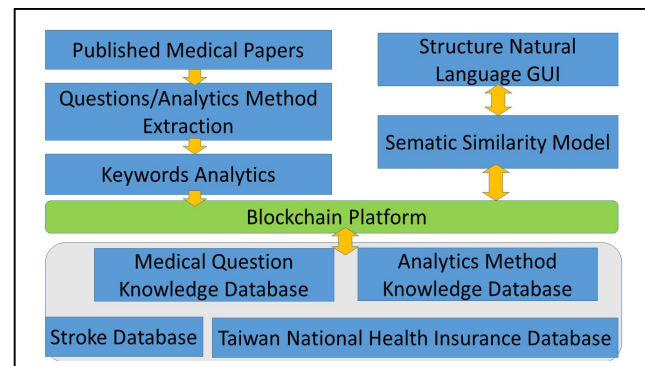 Published Medical Papers
Questions/Analytics Method
Extraction
Keywords Analytics
Structure Natural
Language GUI
Sematic Similarity Model
Blockchain Platform
Medical Question
Knowledge Database
Analytics Method
Knowledge Database
Stroke Database
Taiwan National Health Insurance Database